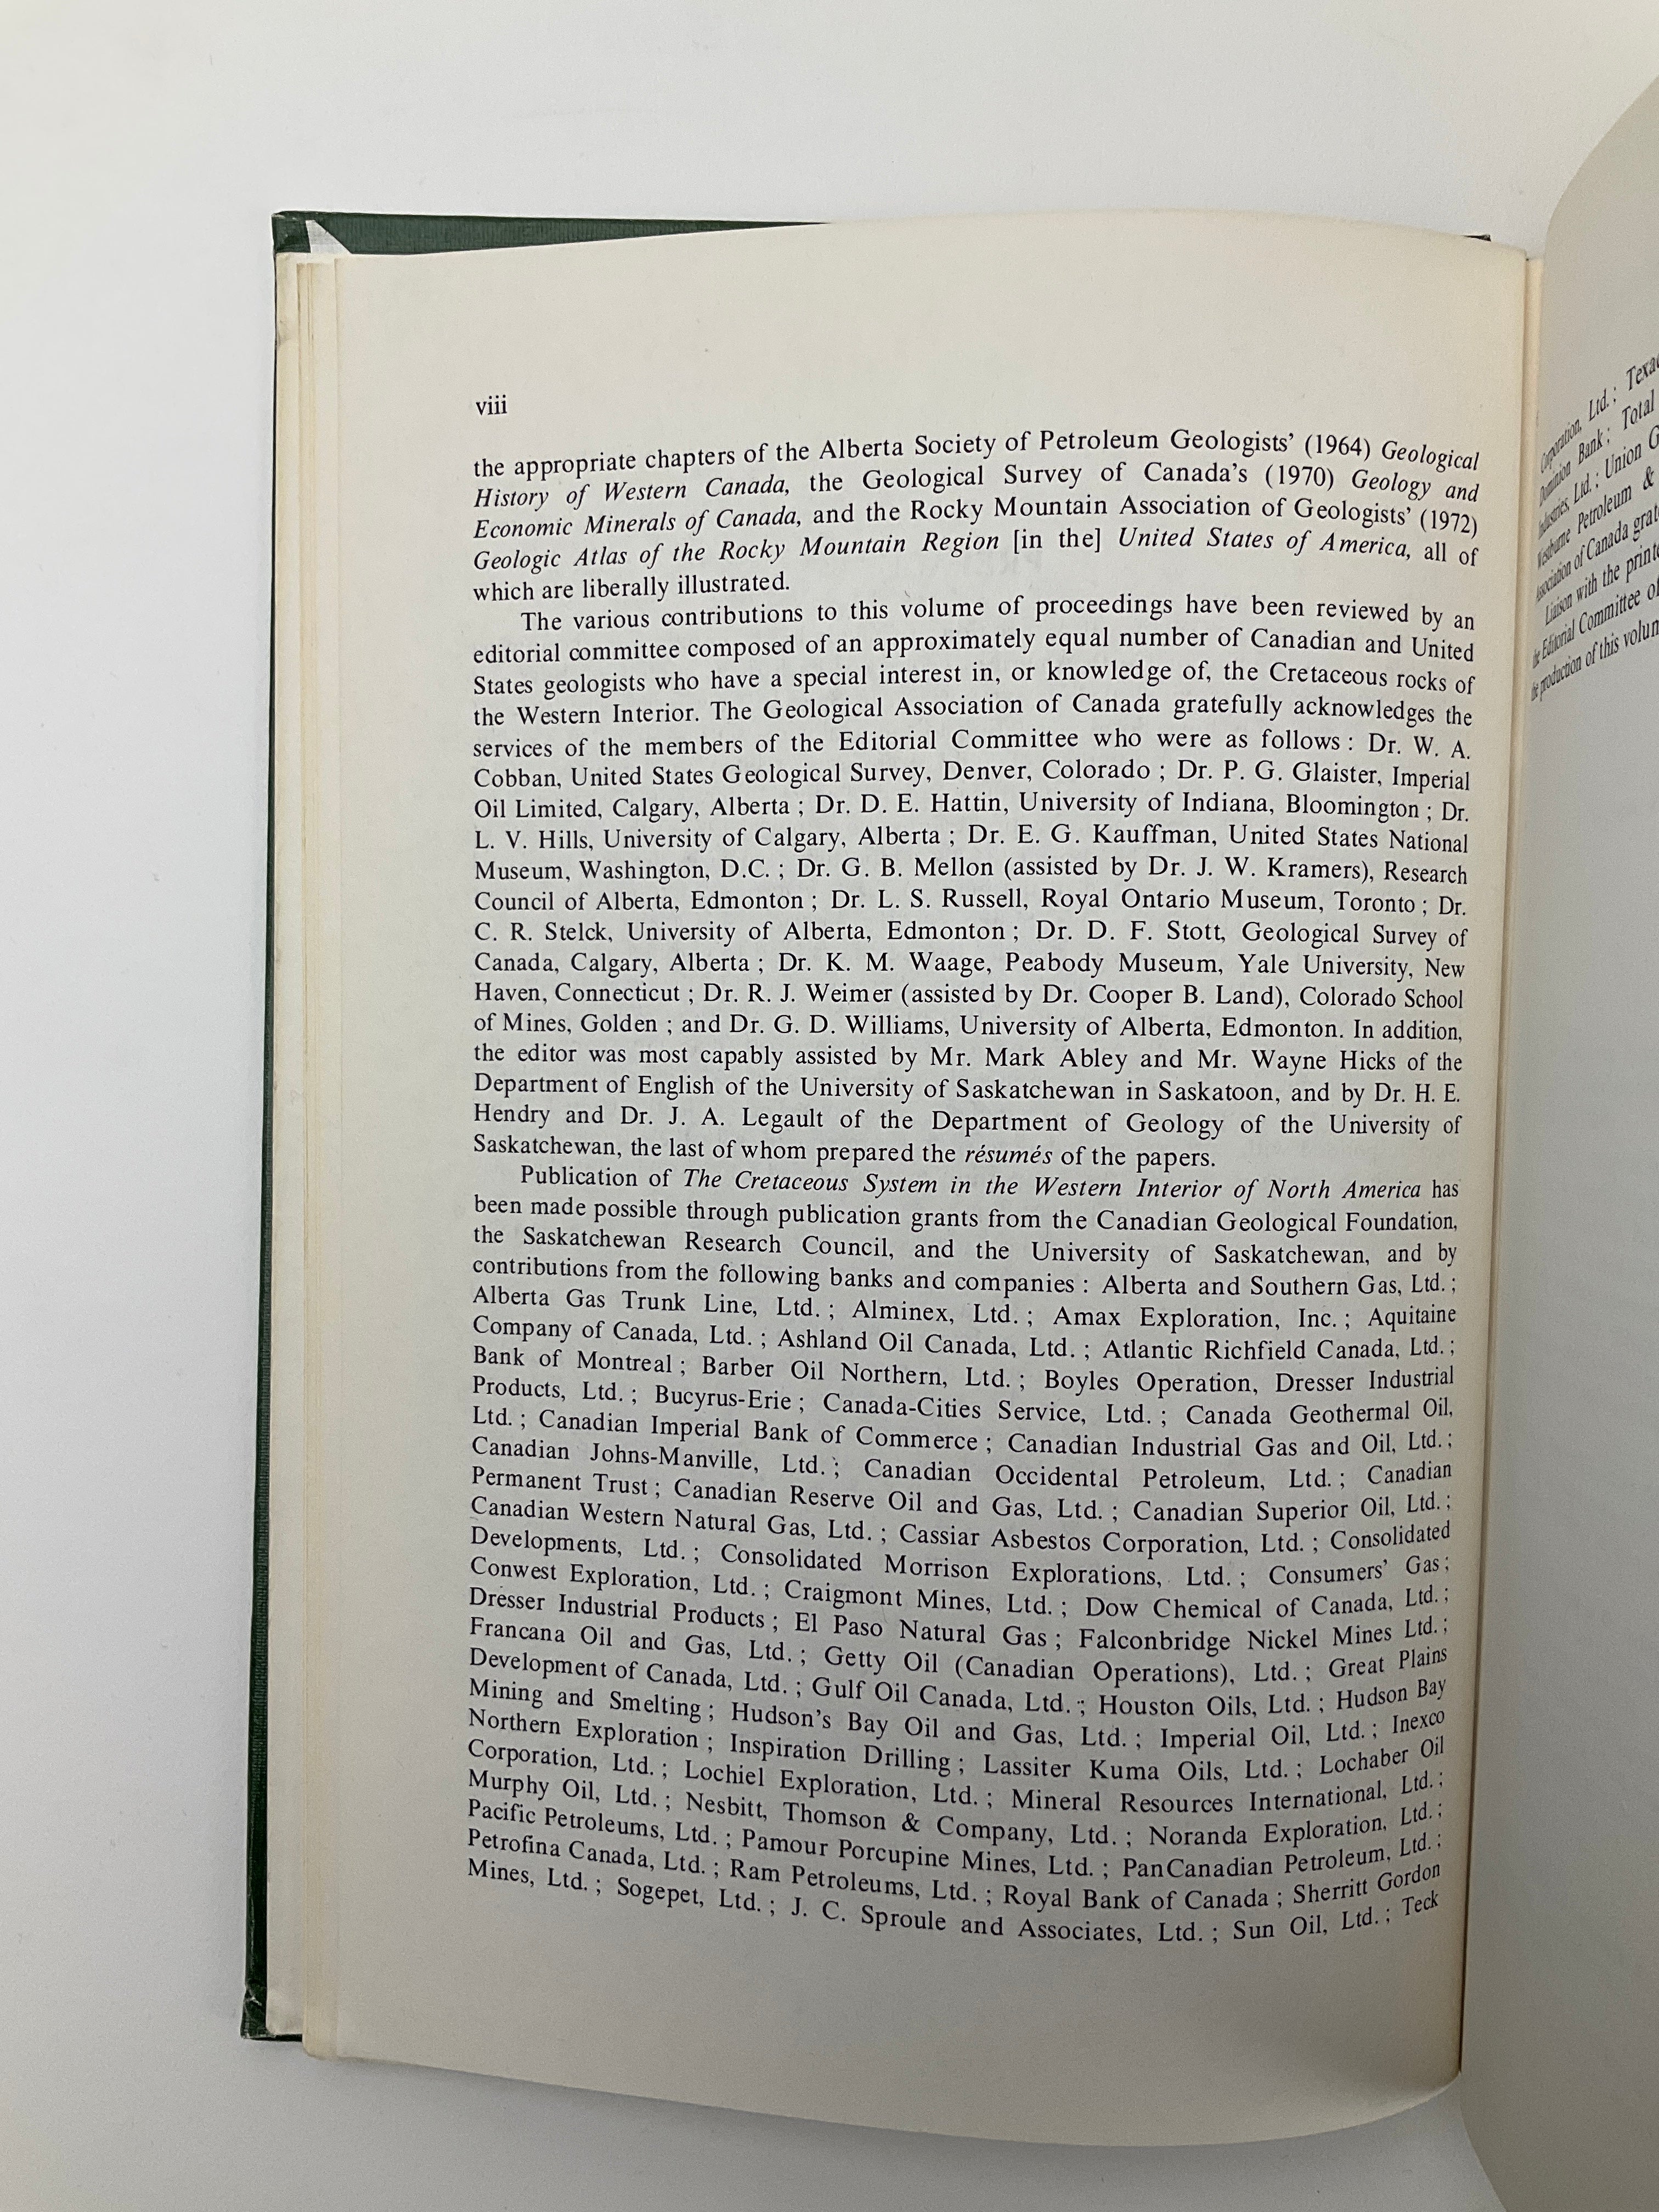 viii
the appropriate chapters of the Alberta Society of Petroleum Geologists’ (1964) Geological
History of Western Canada, the Geological Survey of Canada’s (1970) Geology and
Economic Minerals of Canada, and the Rocky Mountain Association of Geologists’ (1972)
Geologic Atlas of the Rocky Mountain Region [in the] United States of America, all of
which are liberally illustrated.
The various contributions to this volume of proceedings have been reviewed by an
editorial committee composed of an approximately equal number of Canadian and United
States geologists who have a special interest in, or knowledge of, the Cretaceous rocks of
the Western Interior. The Geological Association of Canada gratefully acknowledges the
services of the members of the Editorial Committee who were as follows : Dr. W. A.
Cobban, United States Geological Survey, Denver, Colorado ; Dr. P. G. Glaister, Imperial
Oil Limited, Calgary, Alberta ; Dr. D. E. Hattin, University of Indiana, Bloomington ; Dr.
L. V. Hills, University of Calgary, Alberta ; Dr. E. G. Kauffman, United States National
Museum, Washington, D.C. ; Dr. G. B. Mellon (assisted by Dr. J. W. Kramers), Research
Council of Alberta, Edmonton ; Dr. L. S. Russell, Royal Ontario Museum, Toronto ; Dr.
C. R. Stelck, University of Alberta, Edmonton ; Dr. D. F. Stott, Geological Survey of
Canada, Calgary, Alberta ; Dr. K. M. Waage, Peabody Museum, Yale University, New
Haven, Connecticut ; Dr. R. J. Weimer (assisted by Dr. Cooper B. Land), Colorado School
of Mines, Golden ; and Dr. G. D. Williams, University of Alberta, Edmonton. In addition,
the editor was most capably assisted by Mr. Mark Abley and Mr. Wayne Hicks of the
Department of English of the University of Saskatchewan in Saskatoon, and by Dr. H. E.
Hendry and Dr. J. A. Legault of the Department of Geology of the University of
Saskatchewan, the last of whom prepared the résumés of the papers.
Publication of The Cretaceous System in the Western Interior of North America has
been made possible through publication grants from the Canadian Geological Foundation,
the Saskatchewan Research Council, and the University of Saskatchewan, and by
contributions from the following banks and companies : Alberta and Southern Gas, Ltd. ;
Alberta Gas Trunk Line, Ltd. ; Alminex, Ltd. ; Amax Exploration, Inc. ; Aquitaine
Company of Canada, Ltd. ; Ashland Oil Canada, Ltd. ; Atlantic Richfield Canada, Ltd. ;
Bank of Montreal ; Barber Oil Northern, Ltd. ; Boyles Operation, Dresser Industrial
Products, Ltd. ; Bucyrus-Erie ; Canada-Cities Service, Ltd. ; Canada Geothermal Oil,
Ltd. ; Canadian Imperial Bank of Commerce ; Canadian Industrial Gas and Oil, Ltd. ;
Canadian Johns-Manville, Ltd. ; Canadian Occidental Petroleum, Ltd. ; Canadian
Permanent Trust ; Canadian Reserve Oil and Gas, Ltd. ; Canadian Superior Oil, Ltd. ;
Canadian Western Natural Gas, Ltd. ; Cassiar Asbestos Corporation, Ltd. ; Consolidated
Developments, Ltd. ; Consolidated Morrison Explorations, Ltd. ; Consumers’ Gas ;
Conwest Exploration, Ltd. ; Craigmont Mines, Ltd. ; Dow Chemical of Canada, Ltd. ;
Dresser Industrial Products ; El Paso Natural Gas ; Falconbridge Nickel Mines Ltd. ;
Francana Oil and Gas, Ltd. ; Getty Oil (Canadian Operations), Ltd. ; Great Plains
Development of Canada, Ltd. ; Gulf Oil Canada, Ltd. ; Houston Oils, Ltd. ; Hudson Bay
Mining and Smelting ; Hudson’s Bay Oil and Gas, Ltd. ; Imperial Oil, Ltd. ; Inexco
Northern Exploration ; Inspiration Drilling ; Lassiter Kuma Oils, Ltd. ; Lochaber Oil
Corporation, Ltd. ; Lochiel Exploration, Ltd. ; Mineral Resources International, Ltd. ;
Murphy Oil, Ltd. ; Nesbitt, Thomson & Company, Ltd. ; Noranda Exploration, Ltd. ;
Pacific Petroleums, Ltd. ; Pamour Porcupine Mines, Ltd. ; PanCanadian Petroleum, Ltd. ;
Petrofina Canada, Ltd. ; Ram Petroleums, Ltd. ; Royal Bank of Canada ; Sherritt Gordon
Mines, Ltd. ; Sogepet, Ltd. ; J. C. Sproule and Associates, Ltd. ; Sun Oil, Ltd. ; Teck
Corporation, Ltd. ;
Dominion Bank ; Total
Industries, Ltd. ; Union
Westburne Petroleum &
Association of Canada
Liaison with the
the Editorial Committee
the production of this